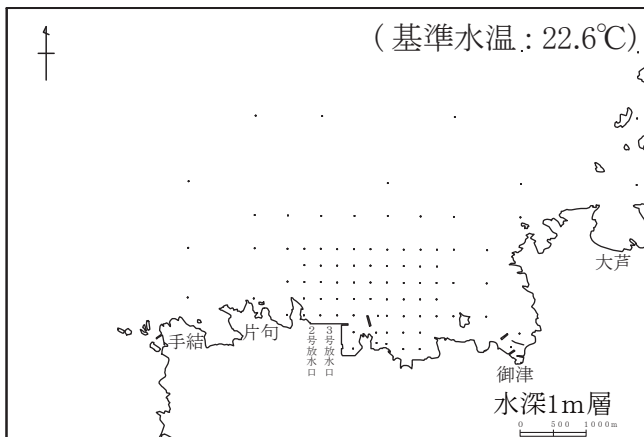 (基準水温：22.6℃)
大芦
手結
片句
2号放水口
3号放水口
御津
水深1m層
0 500 1000m